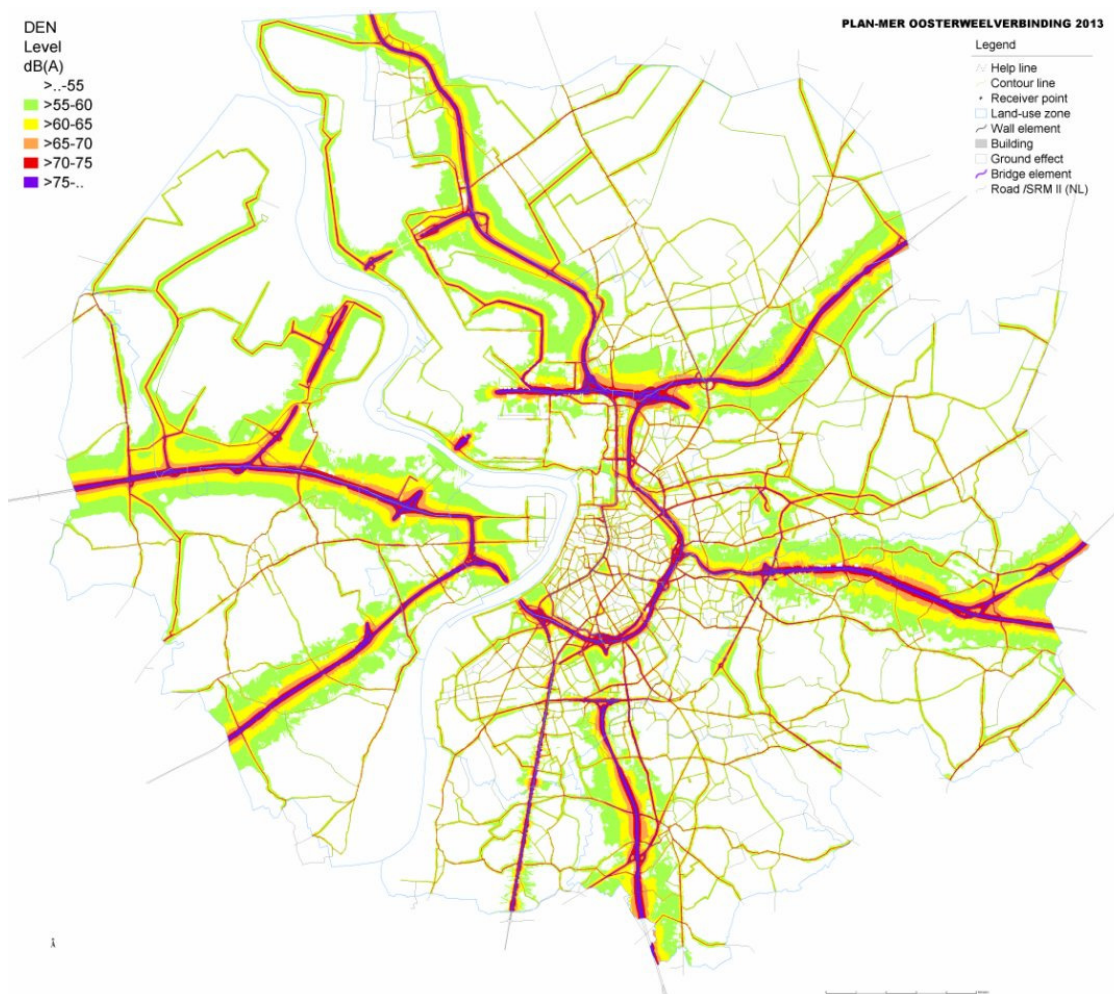 PLAN-MER OOSTERWEELVERBINDING 2013
DEN
Level
dB(A)
>..-55
>55-60
>60-65
>65-70
>70-75
>75-..
Legend
Help line
Contour line
Receiver point
Land-use zone
Wall element
Building
Ground effect
Bridge element
Road /SRM II (NL)